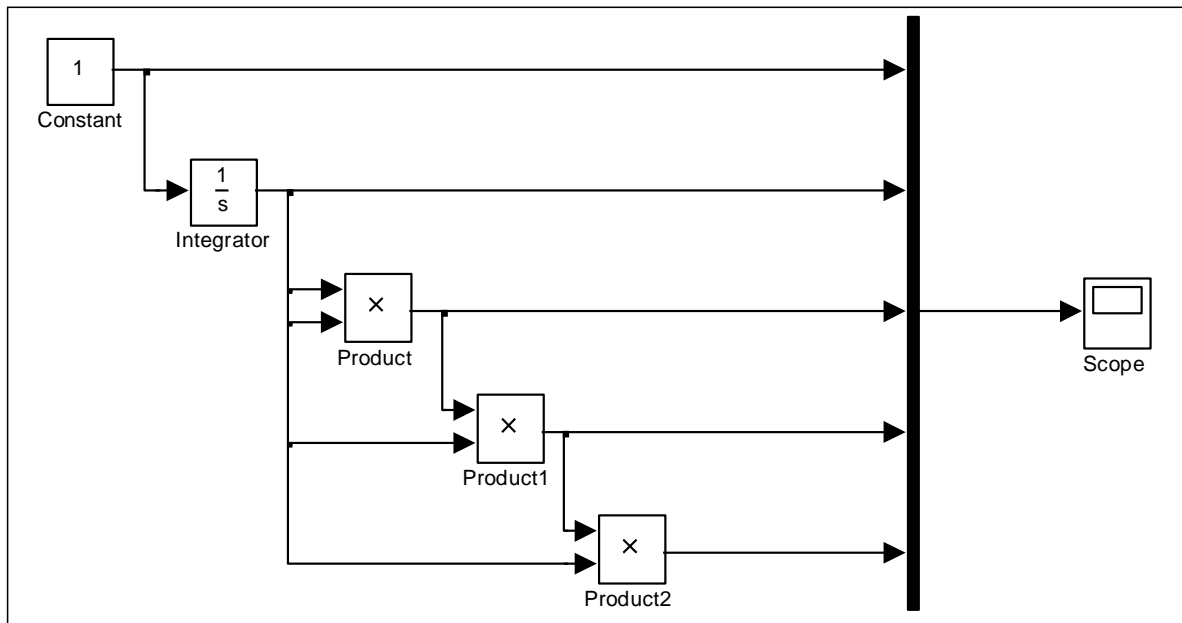 1
Constant
1
s
Integrator
×
Product
Scope
×
Product1
×
Product2